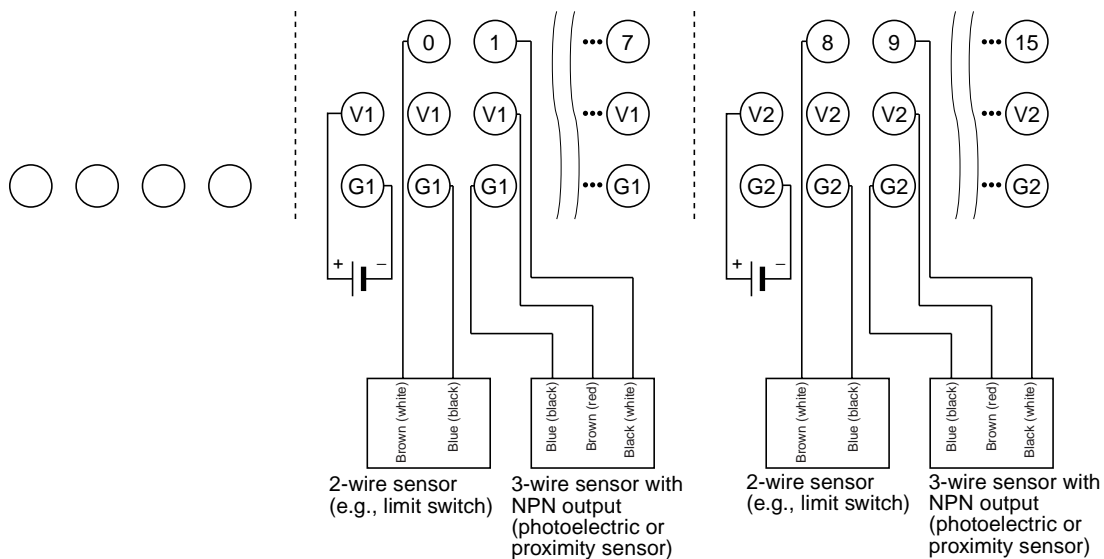 0 1 ••• 7 8 9 ••• 15
V1 V1 V1 ••• V1 V2 V2 V2 ••• V2
G1 G1 G1 ••• G1 G2 G2 G2 ••• G2
+ – + –
Brown (white)
Blue (black)
Blue (black)
Brown (red)
Black (white)
Brown (white)
Blue (black)
Blue (black)
Brown (red)
Black (white)
2-wire sensor
(e.g., limit switch)
3-wire sensor with
NPN output
(photoelectric or
proximity sensor)
2-wire sensor
(e.g., limit switch)
3-wire sensor with
NPN output
(photoelectric or
proximity sensor)